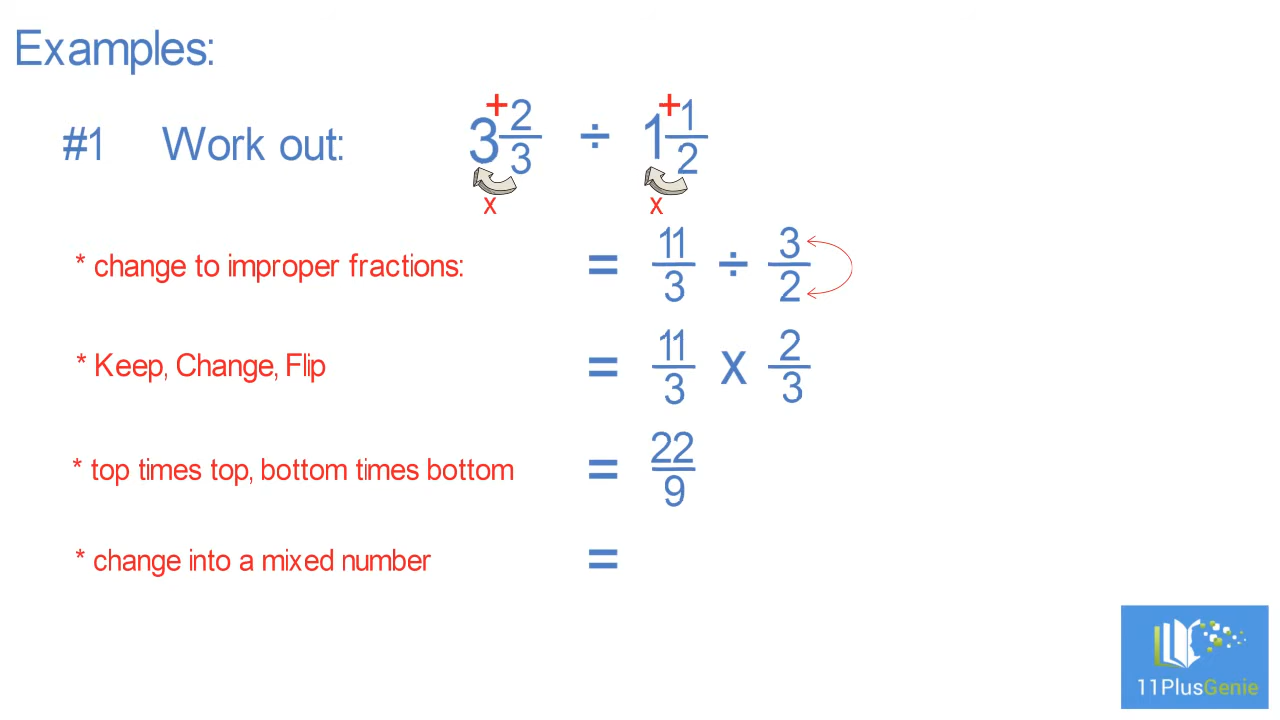 Examples:
#1 Work out: 3 + 2/3 ÷ 1 + 1/2
x x
* change to improper fractions: = 11/3 ÷ 3/2
* Keep, Change, Flip = 11/3 x 2/3
* top times top, bottom times bottom = 22/9
* change into a mixed number =
11PlusGenie